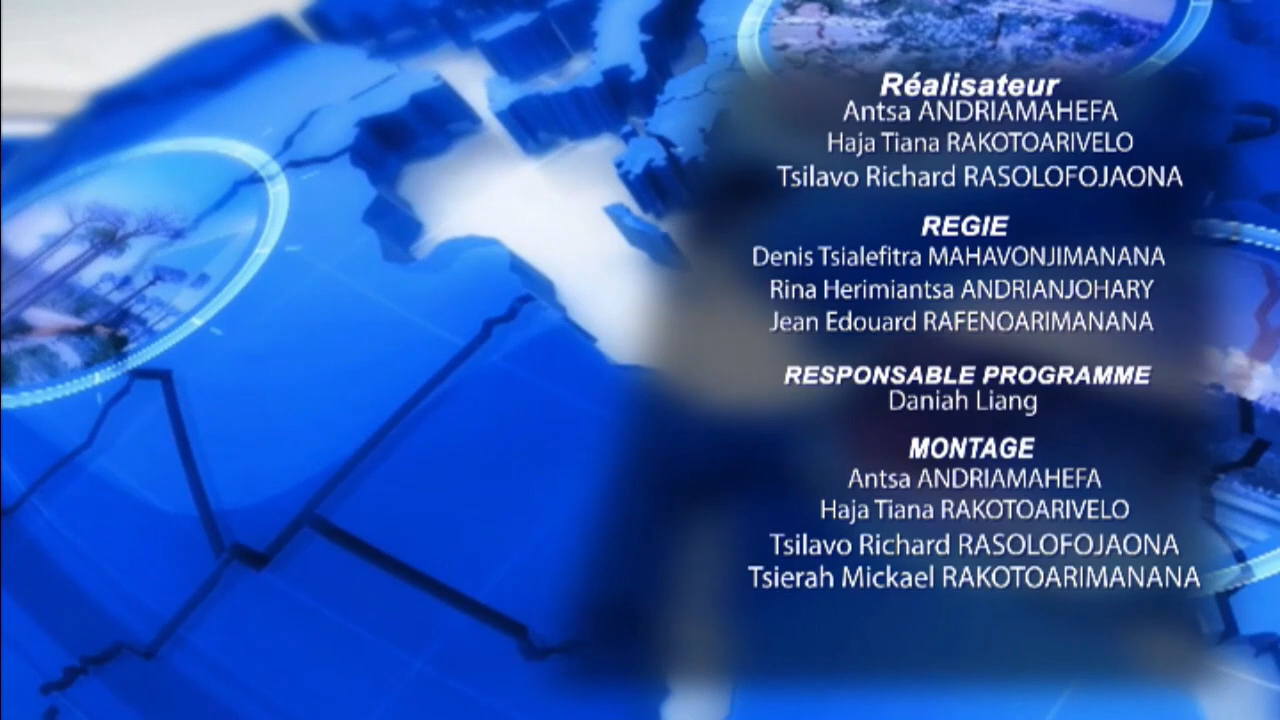 Réalisateur
Antsa ANDRIAMAHEFA
Haja Tiana RAKOTOARIVELO
Tsilavo Richard RASOLOFOJAONA
REGIE
Denis Tsialefitra MAHAVONJIMANANA
Rina Herimiantsa ANDRIANJOHARY
Jean Edouard RAFENOARIMANANA
RESPONSABLE PROGRAMME
Daniah Liang
MONTAGE
Antsa ANDRIAMAHEFA
Haja Tiana RAKOTOARIVELO
Tsilavo Richard RASOLOFOJAONA
Tsierah Mickael RAKOTOARIMANANA